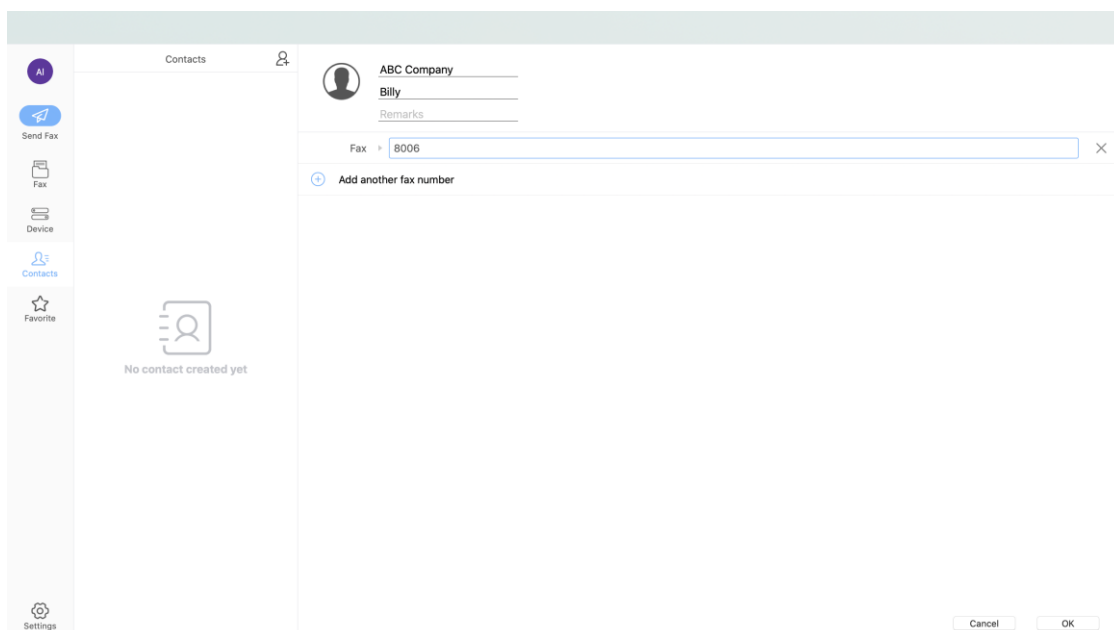 AI
Send Fax
Fax
Device
Contacts
Favorite
Settings
Contacts
No contact created yet
ABC Company
Billy
Remarks
Fax 8006
Add another fax number
Cancel OK